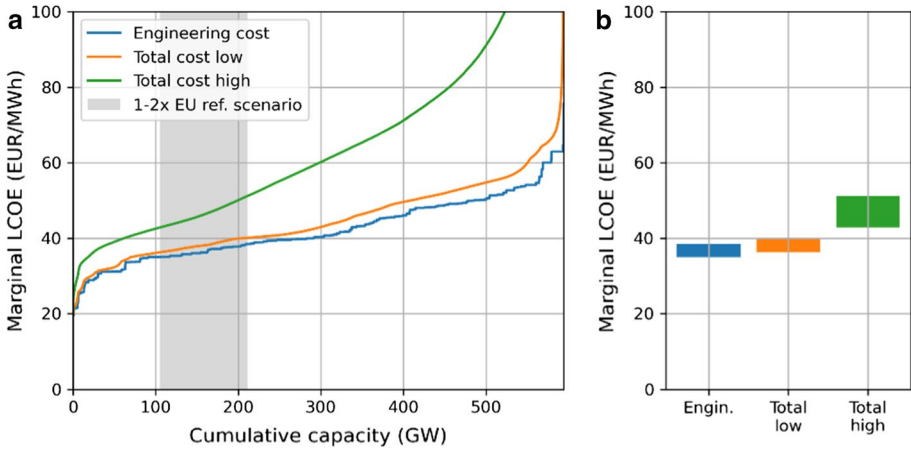 a
100
80
60
40
20
0
Marginal LCOE (EUR/MWh)
Engineering cost
Total cost low
Total cost high
1-2x EU ref. scenario
0 100 200 300 400 500
Cumulative capacity (GW)
b
100
80
60
40
20
0
Marginal LCOE (EUR/MWh)
Engin. Total Total
low high